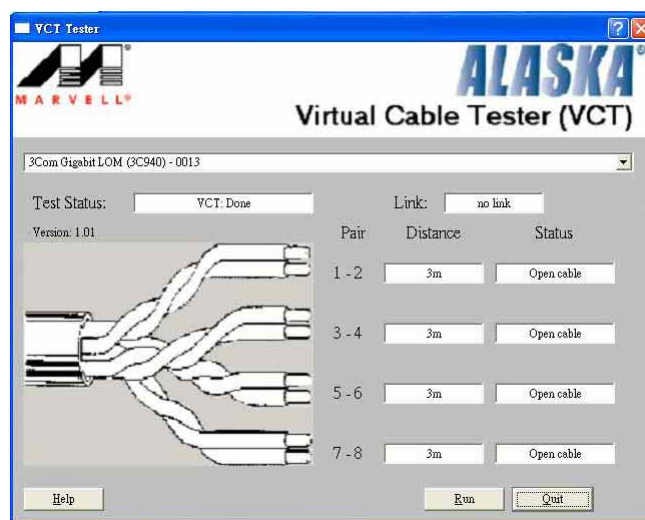 VCT Tester
MARVELL®
ALASKA®
Virtual Cable Tester (VCT)
3Com Gigabit LOM (3C940) - 0013
Test Status: VCT: Done Link: no link
Version: 1.01
Pair Distance Status
1 - 2 3m Open cable
3 - 4 3m Open cable
5 - 6 3m Open cable
7 - 8 3m Open cable
Help Run Quit